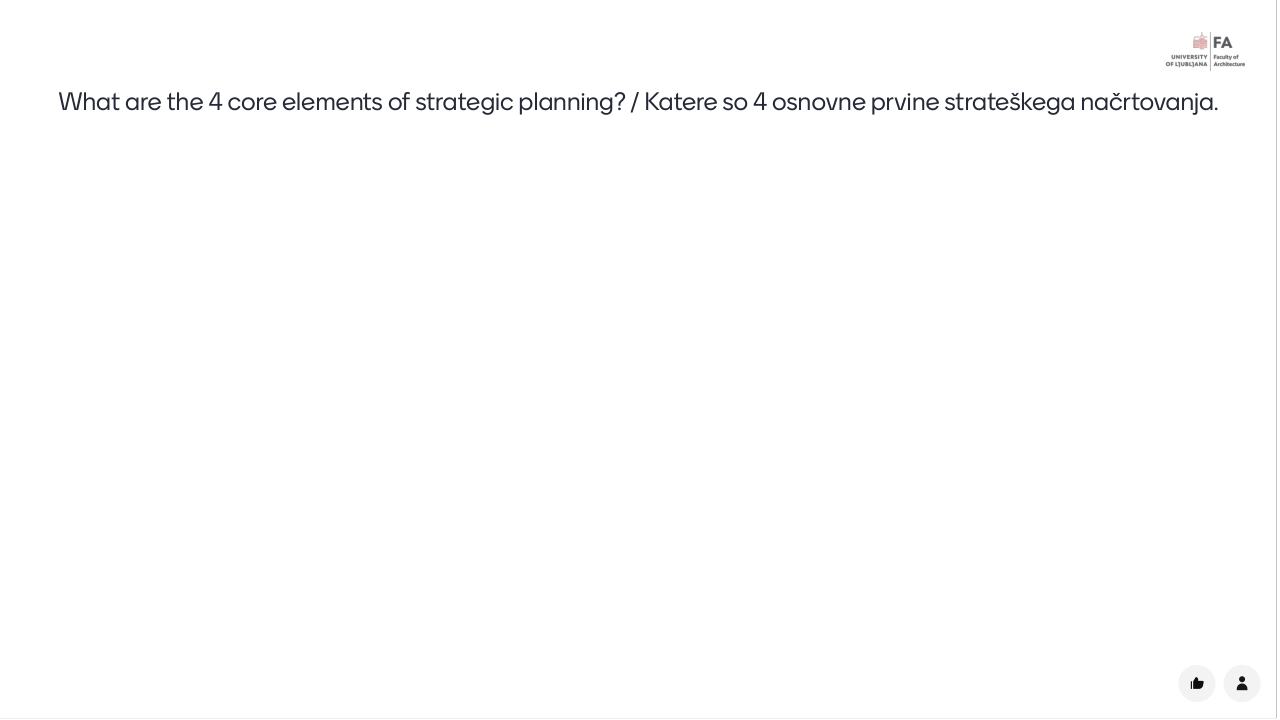 FA
UNIVERSITY
OF LJUBLJANA
Faculty of
Architecture
What are the 4 core elements of strategic planning? / Katere so 4 osnovne prvine strateškega načrtovanja.